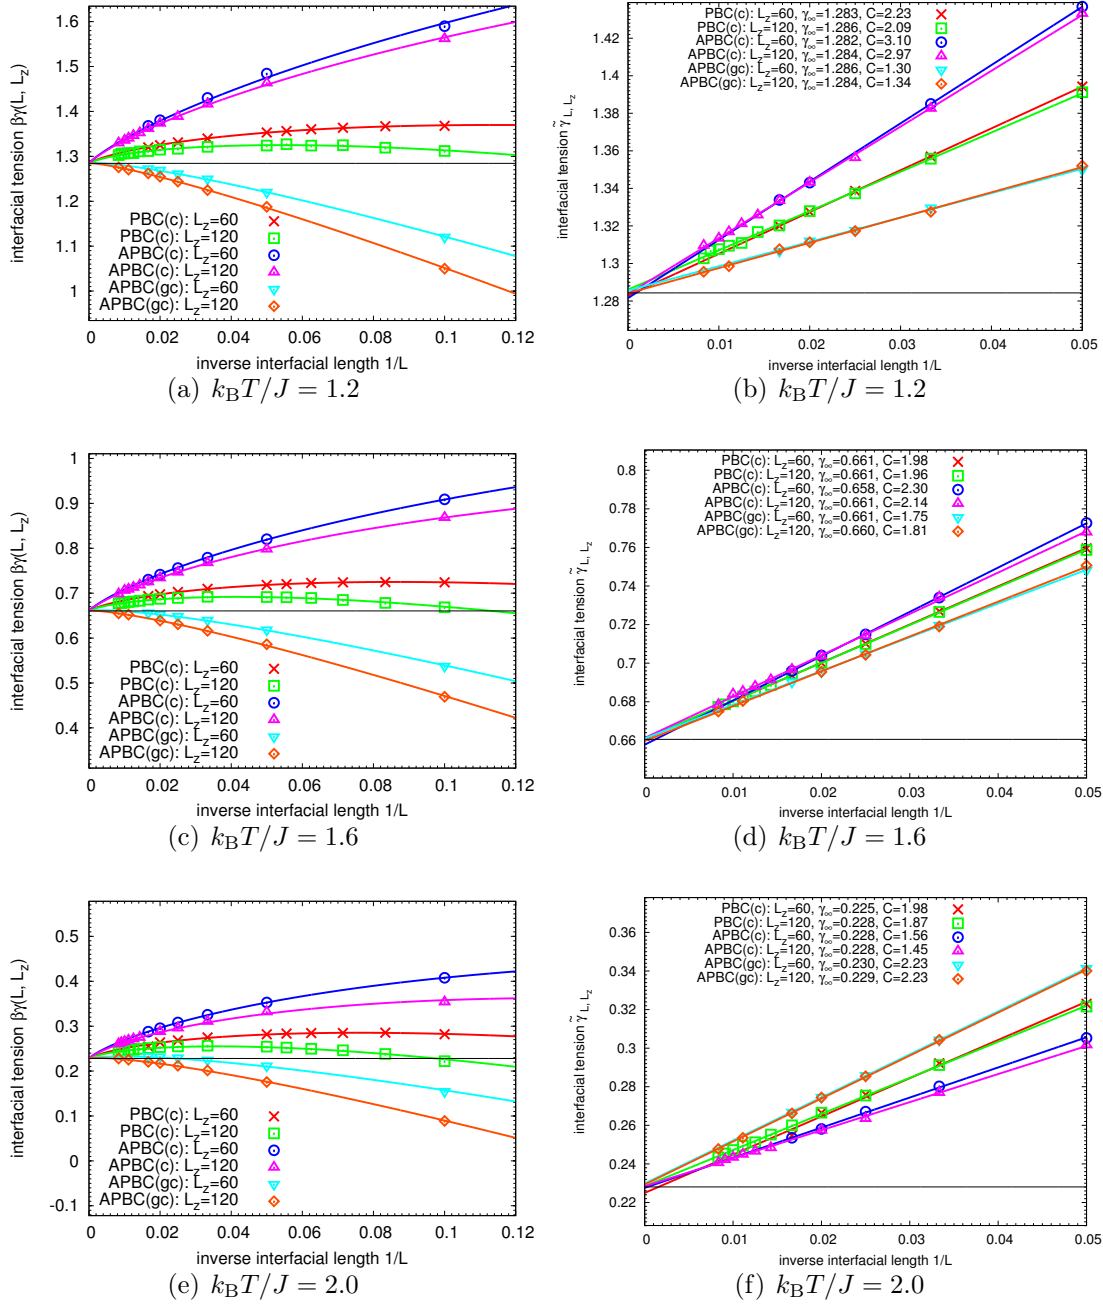 interfacial tension βγ(L, L_z)
1.6
1.5
1.4
1.3
1.2
1.1
1
PBC(c): L_z=60
PBC(c): L_z=120
APBC(c): L_z=60
APBC(c): L_z=120
APBC(gc): L_z=60
APBC(gc): L_z=120
0 0.02 0.04 0.06 0.08 0.10 0.12
inverse interfacial length 1/L
(a) k_BT/J = 1.2
interfacial tension γ̃_{L, L_z}
1.42
1.4
1.38
1.36
1.34
1.32
1.3
1.28
PBC(c): L_z=60, γ_∞=1.283, C=2.23
PBC(c): L_z=120, γ_∞=1.286, C=2.09
APBC(c): L_z=60, γ_∞=1.282, C=3.10
APBC(c): L_z=120, γ_∞=1.284, C=2.97
APBC(gc): L_z=60, γ_∞=1.286, C=1.30
APBC(gc): L_z=120, γ_∞=1.284, C=1.34
0 0.01 0.02 0.03 0.04 0.05
inverse interfacial length 1/L
(b) k_BT/J = 1.2
interfacial tension βγ(L, L_z)
1
0.9
0.8
0.7
0.6
0.5
0.4
PBC(c): L_z=60
PBC(c): L_z=120
APBC(c): L_z=60
APBC(c): L_z=120
APBC(gc): L_z=60
APBC(gc): L_z=120
0 0.02 0.04 0.06 0.08 0.10 0.12
inverse interfacial length 1/L
(c) k_BT/J = 1.6
interfacial tension γ̃_{L, L_z}
0.8
0.78
0.76
0.74
0.72
0.7
0.68
0.66
PBC(c): L_z=60, γ_∞=0.661, C=1.98
PBC(c): L_z=120, γ_∞=0.661, C=1.96
APBC(c): L_z=60, γ_∞=0.658, C=2.30
APBC(c): L_z=120, γ_∞=0.661, C=2.14
APBC(gc): L_z=60, γ_∞=0.661, C=1.75
APBC(gc): L_z=120, γ_∞=0.660, C=1.81
0 0.01 0.02 0.03 0.04 0.05
inverse interfacial length 1/L
(d) k_BT/J = 1.6
interfacial tension βγ(L, L_z)
0.5
0.4
0.3
0.2
0.1
0
-0.1
PBC(c): L_z=60
PBC(c): L_z=120
APBC(c): L_z=60
APBC(c): L_z=120
APBC(gc): L_z=60
APBC(gc): L_z=120
0 0.02 0.04 0.06 0.08 0.10 0.12
inverse interfacial length 1/L
(e) k_BT/J = 2.0
interfacial tension γ̃_{L, L_z}
0.36
0.34
0.32
0.3
0.28
0.26
0.24
0.22
PBC(c): L_z=60, γ_∞=0.225, C=1.98
PBC(c): L_z=120, γ_∞=0.228, C=1.87
APBC(c): L_z=60, γ_∞=0.228, C=1.56
APBC(c): L_z=120, γ_∞=0.228, C=1.45
APBC(gc): L_z=60, γ_∞=0.230, C=2.23
APBC(gc): L_z=120, γ_∞=0.229, C=2.23
0 0.01 0.02 0.03 0.04 0.05
inverse interfacial length 1/L
(f) k_BT/J = 2.0